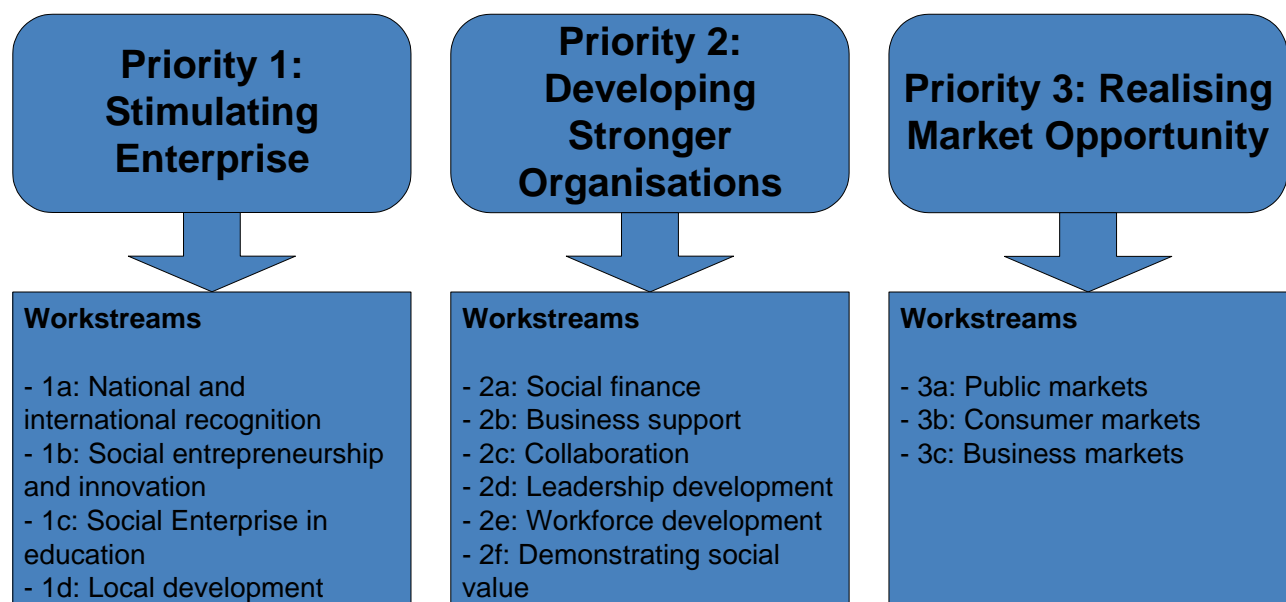 Priority 1:
Stimulating
Enterprise
Workstreams
- 1a: National and
international recognition
- 1b: Social entrepreneurship
and innovation
- 1c: Social Enterprise in
education
- 1d: Local development
Priority 2:
Developing
Stronger
Organisations
Workstreams
- 2a: Social finance
- 2b: Business support
- 2c: Collaboration
- 2d: Leadership development
- 2e: Workforce development
- 2f: Demonstrating social
value
Priority 3: Realising
Market Opportunity
Workstreams
- 3a: Public markets
- 3b: Consumer markets
- 3c: Business markets